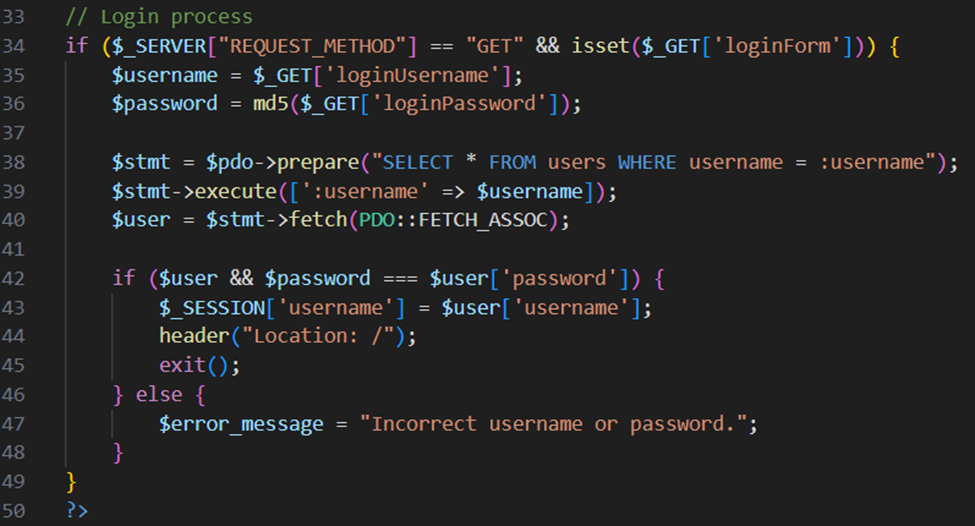 33 // Login process
34 if ($_SERVER["REQUEST_METHOD"] == "GET" && isset($_GET['loginForm'])) {
35     $username = $_GET['loginUsername'];
36     $password = md5($_GET['loginPassword']);
37
38     $stmt = $pdo->prepare("SELECT * FROM users WHERE username = :username");
39     $stmt->execute([':username' => $username]);
40     $user = $stmt->fetch(PDO::FETCH_ASSOC);
41
42     if ($user && $password === $user['password']) {
43         $_SESSION['username'] = $user['username'];
44         header("Location: /");
45         exit();
46     } else {
47         $error_message = "Incorrect username or password.";
48     }
49 }
50 ?>